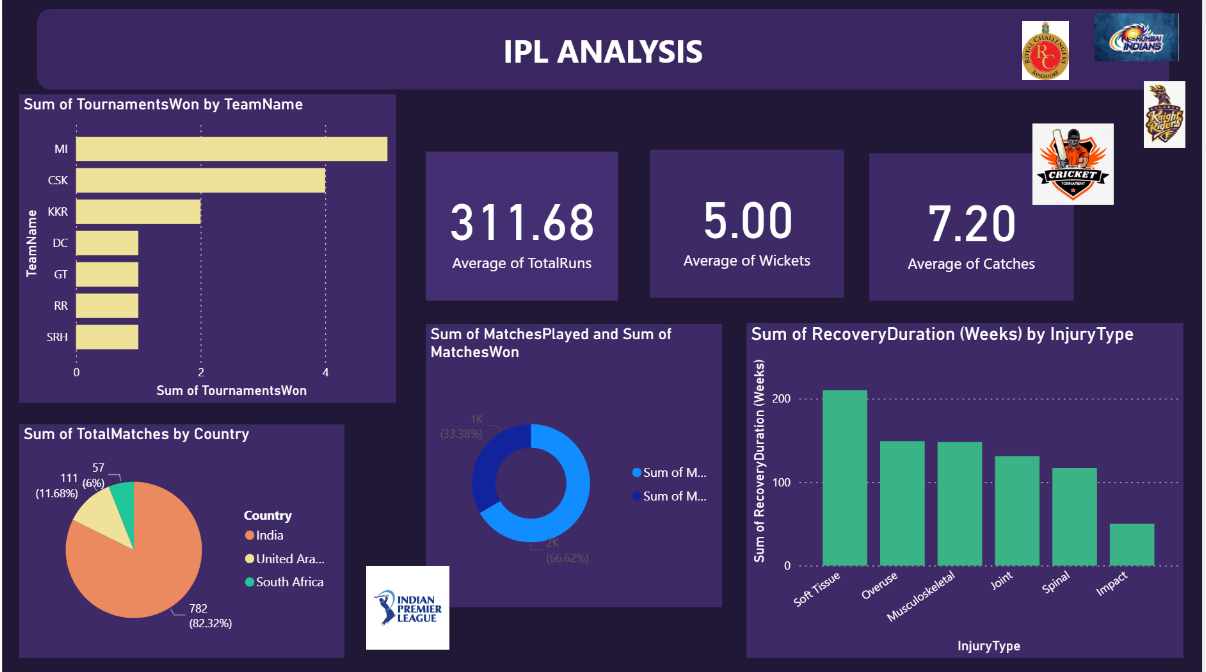 IPL ANALYSIS
ROYAL CHALLENGERS
RC
BANGALORE
MUMBAI
INDIANS
Knight
Riders
CRICKET
TOURNAMENT
Sum of TournamentsWon by TeamName
TeamName
MI
CSK
KKR
DC
GT
RR
SRH
0 2 4
Sum of TournamentsWon
311.68
Average of TotalRuns
5.00
Average of Wickets
7.20
Average of Catches
Sum of TotalMatches by Country
57
(6%)
111
(11.68%)
782
(82.32%)
Country
India
United Ara...
South Africa
INDIAN
PREMIER
LEAGUE
Sum of MatchesPlayed and Sum of
MatchesWon
1K
(33.38%)
2K
(66.62%)
Sum of M...
Sum of M...
Sum of RecoveryDuration (Weeks) by InjuryType
Sum of RecoveryDuration (Weeks)
200
100
0
Soft Tissue
Overuse
Musculoskeletal
Joint
Spinal
Impact
InjuryType